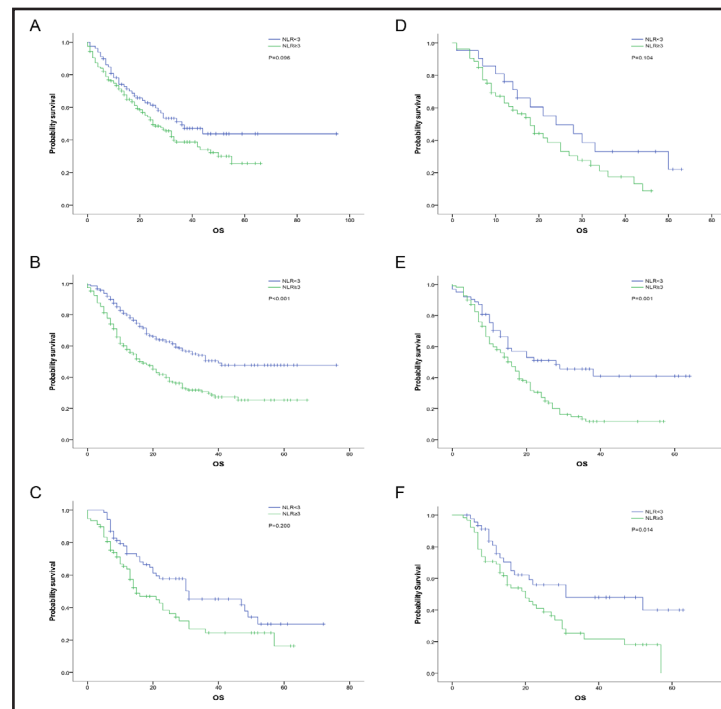 A
NLR<3
NLR≥3
P=0.096
Probability survival
1.0
0.8
0.6
0.4
0.2
0.0
0 20 40 60 80 100
OS
B
NLR<3
NLR≥3
P<0.001
Probability survival
1.0
0.8
0.6
0.4
0.2
0.0
0 20 40 60 80
OS
C
NLR<3
NLR≥3
P=0.200
Probability survival
1.0
0.8
0.6
0.4
0.2
0.0
0 20 40 60 80
OS
D
NLR<3
NLR≥3
P=0.104
Probability survival
1.0
0.8
0.6
0.4
0.2
0.0
0 10 20 30 40 50 60
OS
E
NLR<3
NLR≥3
P=0.001
Probability survival
1.0
0.8
0.6
0.4
0.2
0.0
0 20 40 60
OS
F
NLR<3
NLR≥3
P=0.014
Probability Survival
1.0
0.8
0.6
0.4
0.2
0.0
0 20 40 60
OS